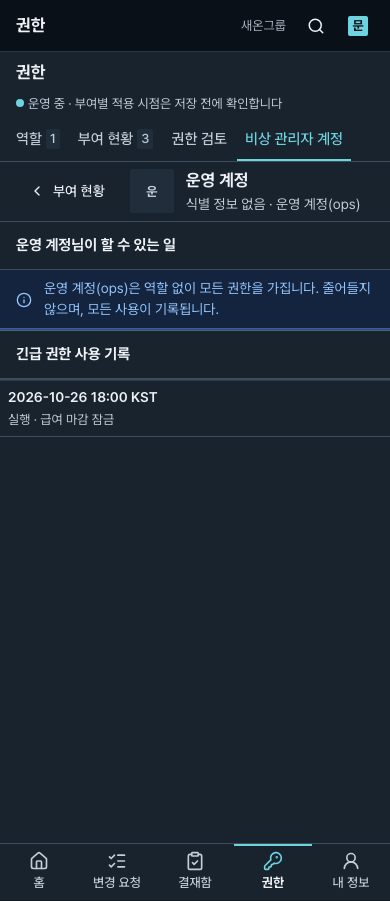 권한
새온그룹
문
권한
운영 중 · 부여별 적용 시점은 저장 전에 확인합니다
역할 1 부여 현황 3 권한 검토 비상 관리자 계정
부여 현황
운
운영 계정
식별 정보 없음 · 운영 계정(ops)
운영 계정님이 할 수 있는 일
운영 계정(ops)은 역할 없이 모든 권한을 가집니다. 줄어들지
않으며, 모든 사용이 기록됩니다.
긴급 권한 사용 기록
2026-10-26 18:00 KST
실행 · 급여 마감 잠금
홈 변경 요청 결재함 권한 내 정보